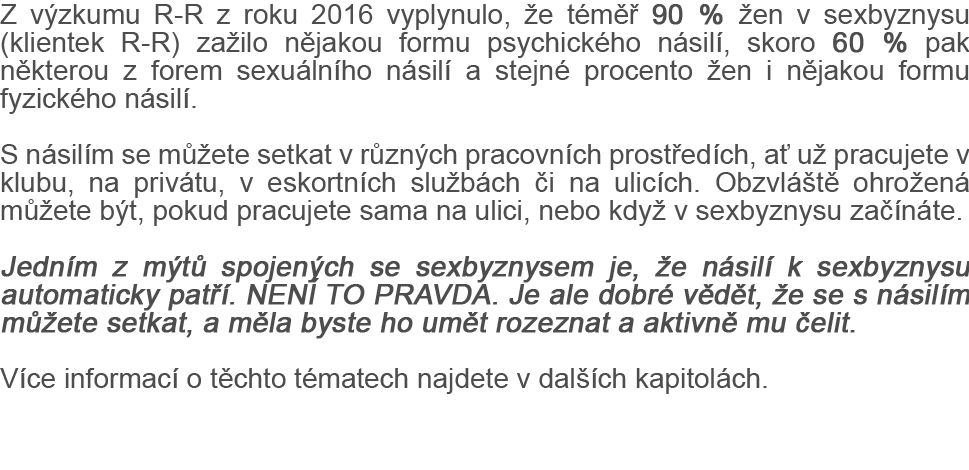 Z výzkumu R-R z roku 2016 vyplynulo, že téměř 90 % žen v sexbyznysu
(klientek R-R) zažilo nějakou formu psychického násilí, skoro 60 % pak
některou z forem sexuálního násilí a stejné procento žen i nějakou formu
fyzického násilí.
S násilím se můžete setkat v různých pracovních prostředích, ať už pracujete v
klubu, na privátu, v eskortních službách či na ulicích. Obzvláště ohrožená
můžete být, pokud pracujete sama na ulici, nebo když v sexbyznysu začínáte.
Jedním z mýtů spojených se sexbyznysem je, že násilí k sexbyznysu
automaticky patří. NENÍ TO PRAVDA. Je ale dobré vědět, že se s násilím
můžete setkat, a měla byste ho umět rozeznat a aktivně mu čelit.
Více informací o těchto tématech najdete v dalších kapitolách.